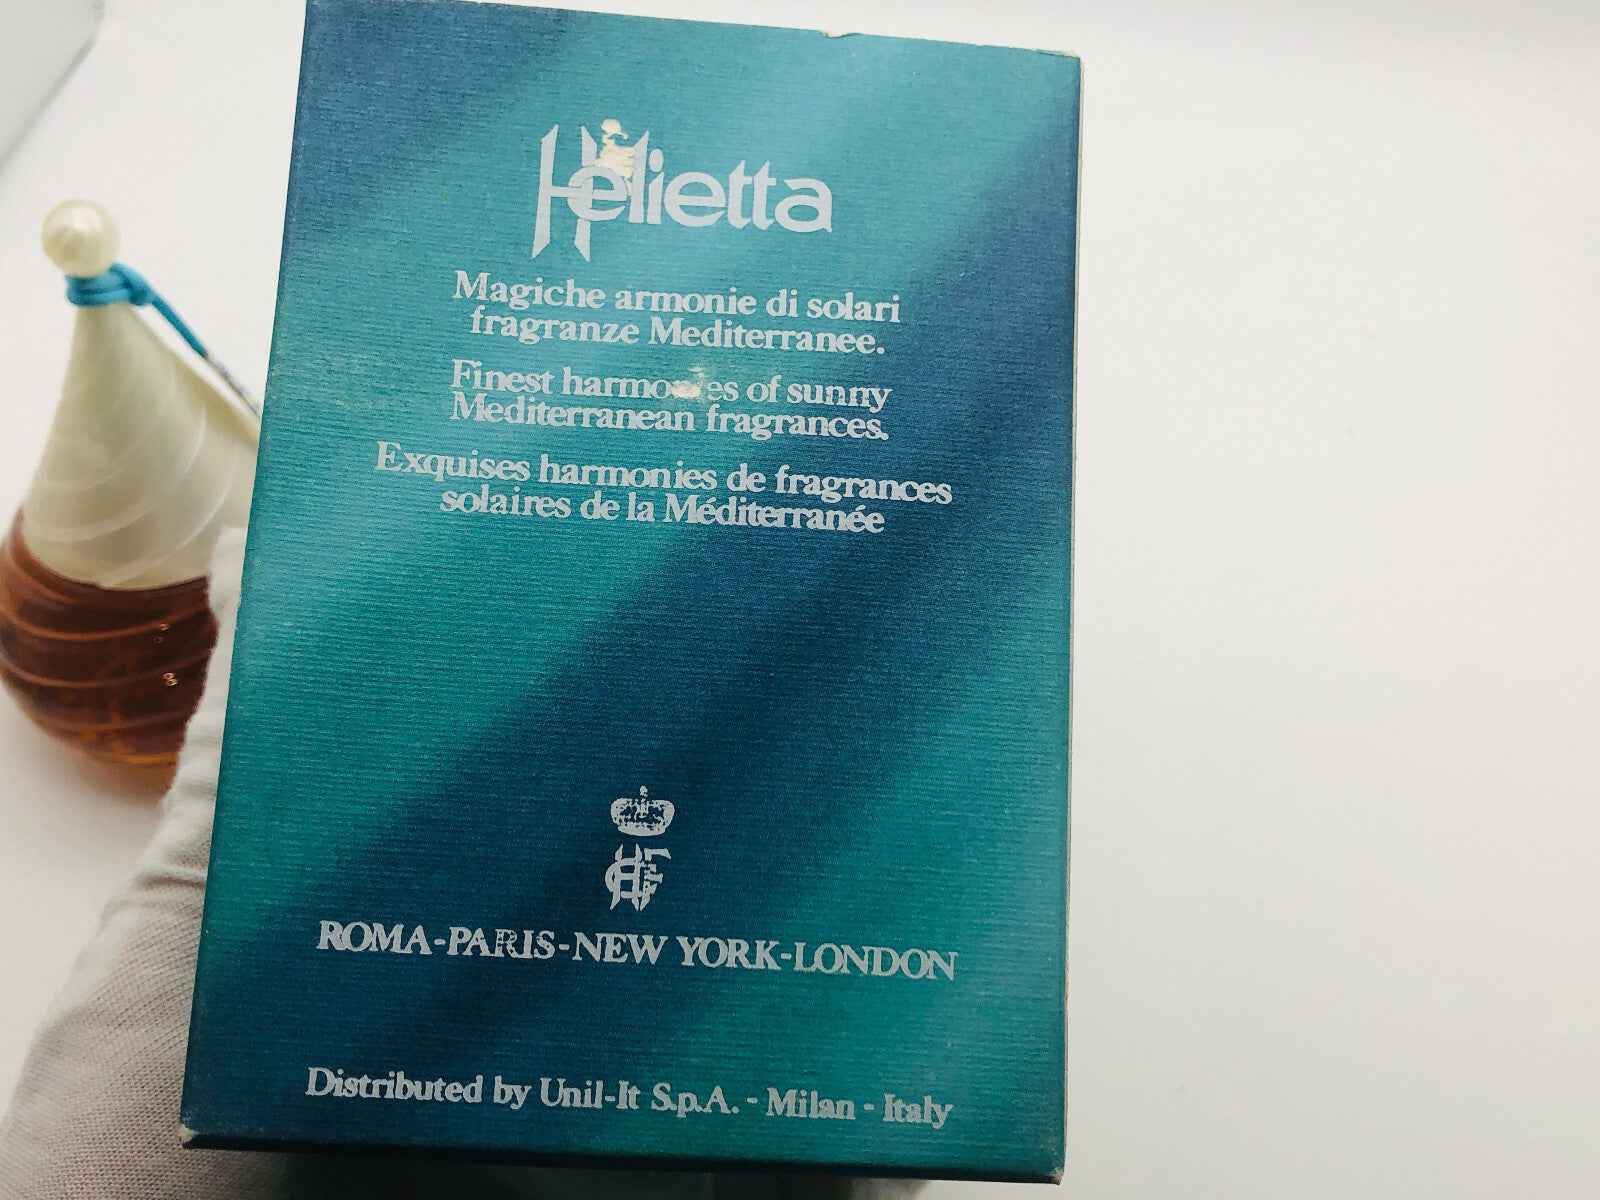 Helietta
Magiche armonie di solari
fragranze Mediterranee.
Finest harmonies of sunny
Mediterranean fragrances.
Exquises harmonies de fragrances
solaires de la Méditerranée
ROMA-PARIS-NEW YORK-LONDON
Distributed by Unil-It S.p.A. - Milan - Italy